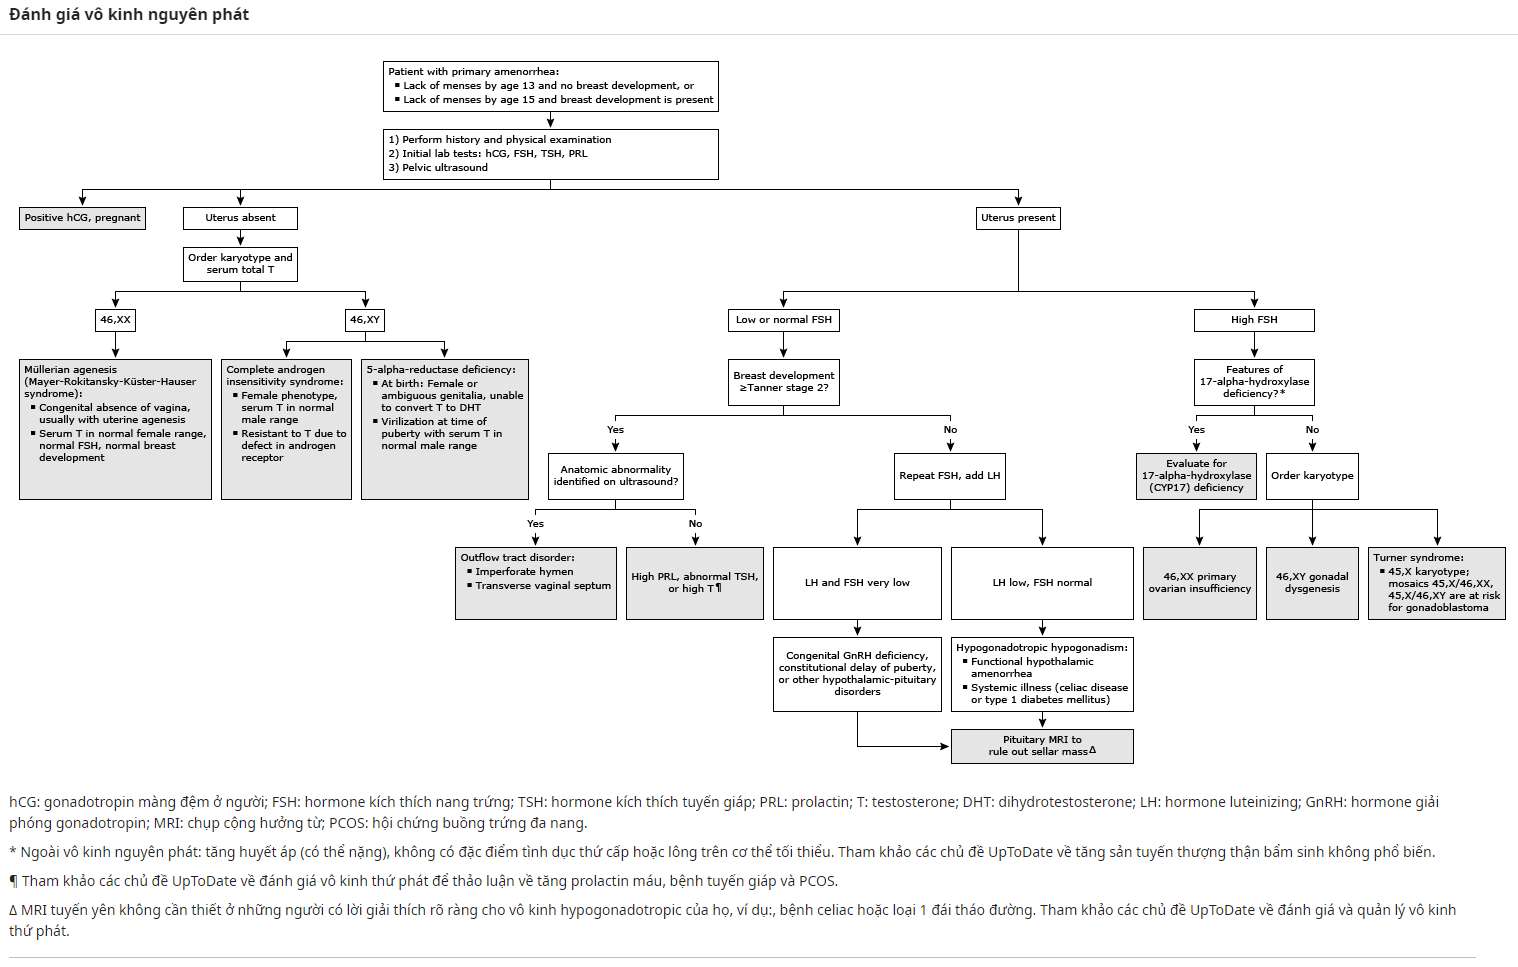 Đánh giá vô kinh nguyên phát
Patient with primary amenorrhea:
▪ Lack of menses by age 13 and no breast development, or
▪ Lack of menses by age 15 and breast development is present
1) Perform history and physical examination
2) Initial lab tests: hCG, FSH, TSH, PRL
3) Pelvic ultrasound
Positive hCG, pregnant
Uterus absent
Uterus present
Order karyotype and
serum total T
46,XX
46,XY
Low or normal FSH
High FSH
Müllerian agenesis
(Mayer-Rokitansky-Küster-Hauser
syndrome):
▪ Congenital absence of vagina,
usually with uterine agenesis
▪ Serum T in normal female range,
normal FSH, normal breast
development
Complete androgen
insensitivity syndrome:
▪ Female phenotype,
serum T in normal
male range
▪ Resistant to T due to
defect in androgen
receptor
5-alpha-reductase deficiency:
▪ At birth: Female or
ambiguous genitalia, unable
to convert T to DHT
▪ Virilization at time of
puberty with serum T in
normal male range
Breast development
≥Tanner stage 2?
Features of
17-alpha-hydroxylase
deficiency?*
Yes
No
Yes
No
Anatomic abnormality
identified on ultrasound?
Repeat FSH, add LH
Evaluate for
17-alpha-hydroxylase
(CYP17) deficiency
Order karyotype
Yes
No
Outflow tract disorder:
▪ Imperforate hymen
▪ Transverse vaginal septum
High PRL, abnormal TSH,
or high T¶
LH and FSH very low
LH low, FSH normal
46,XX primary
ovarian insufficiency
46,XY gonadal
dysgenesis
Turner syndrome:
▪ 45,X karyotype;
mosaics 45,X/46,XX,
45,X/46,XY are at risk
for gonadoblastoma
Congenital GnRH deficiency,
constitutional delay of puberty,
or other hypothalamic-pituitary
disorders
Hypogonadotropic hypogonadism:
▪ Functional hypothalamic
amenorrhea
▪ Systemic illness (celiac disease
or type 1 diabetes mellitus)
Pituitary MRI to
rule out sellar massΔ
hCG: gonadotropin màng đệm ở người; FSH: hormone kích thích nang trứng; TSH: hormone kích thích tuyến giáp; PRL: prolactin; T: testosterone; DHT: dihydrotestosterone; LH: hormone luteinizing; GnRH: hormone giải
phóng gonadotropin; MRI: chụp cộng hưởng từ; PCOS: hội chứng buồng trứng đa nang.
* Ngoài vô kinh nguyên phát: tăng huyết áp (có thể nặng), không có đặc điểm tình dục thứ cấp hoặc lông trên cơ thể tối thiểu. Tham khảo các chủ đề UpToDate về tăng sản tuyến thượng thận bẩm sinh không phổ biến.
¶ Tham khảo các chủ đề UpToDate về đánh giá vô kinh thứ phát để thảo luận về tăng prolactin máu, bệnh tuyến giáp và PCOS.
Δ MRI tuyến yên không cần thiết ở những người có lời giải thích rõ ràng cho vô kinh hypogonadotropic của họ, ví dụ:, bệnh celiac hoặc loại 1 đái tháo đường. Tham khảo các chủ đề UpToDate về đánh giá và quản lý vô kinh
thứ phát.